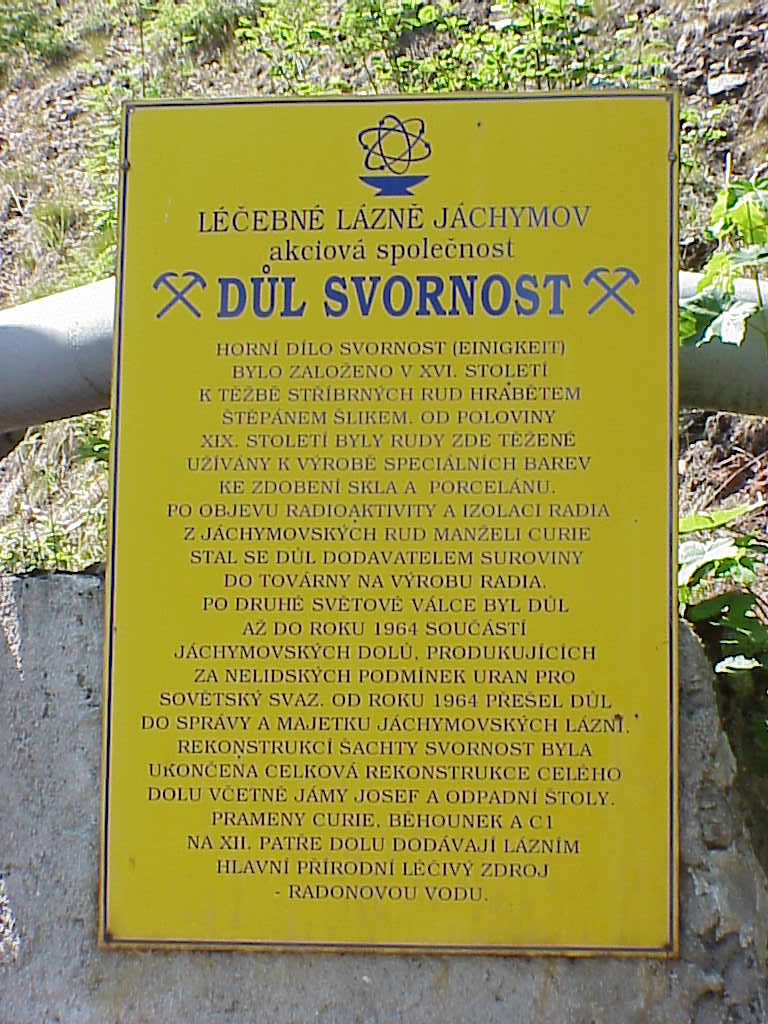 LÉČEBNÉ LÁZNĚ JÁCHYMOV
akciová společnost
DŮL SVORNOST
HORNÍ DÍLO SVORNOST (EINIGKEIT)
BYLO ZALOŽENO V XVI. STOLETÍ
K TĚŽBĚ STŘÍBRNÝCH RUD HRABĚTEM
ŠTĚPÁNEM ŠLIKEM. OD POLOVINY
XIX. STOLETÍ BYLY RUDY ZDE TĚŽENÉ
UŽÍVÁNY K VÝROBĚ SPECIÁLNÍCH BAREV
KE ZDOBENÍ SKLA A PORCELÁNU.
PO OBJEVU RADIOAKTIVITY A IZOLACI RADIA
Z JÁCHYMOVSKÝCH RUD MANŽELI CURIE
STAL SE DŮL DODAVATELEM SUROVINY
DO TOVÁRNY NA VÝROBU RADIA.
PO DRUHÉ SVĚTOVÉ VÁLCE BYL DŮL
AŽ DO ROKU 1964 SOUČÁSTÍ
JÁCHYMOVSKÝCH DOLŮ, PRODUKUJÍCÍCH
ZA NELIDSKÝCH PODMÍNEK URAN PRO
SOVĚTSKÝ SVAZ. OD ROKU 1964 PŘEŠEL DŮL
DO SPRÁVY A MAJETKU JÁCHYMOVSKÝCH LÁZNÍ.
REKONSTRUKCÍ ŠACHTY SVORNOST BYLA
UKONČENA CELKOVÁ REKONSTRUKCE CELÉHO
DOLU VČETNĚ JÁMY JOSEF A ODPADNÍ ŠTOLY.
PRAMENY CURIE, BĚHOUNEK A C1
NA XII. PATŘE DOLU DODÁVAJÍ LÁZNÍM
HLAVNÍ PŘÍRODNÍ LÉČIVÝ ZDROJ
- RADONOVOU VODU.